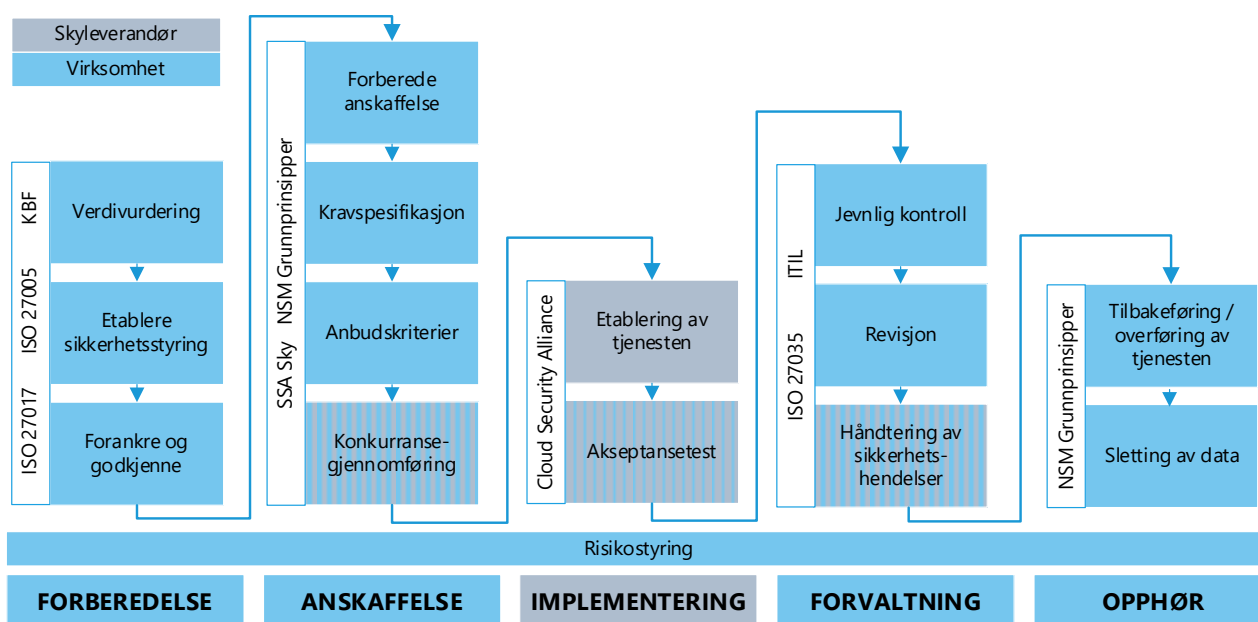 Skyleverandør
Virksomhet
ISO 27017 ISO 27005 KBF
Verdivurdering
Etablere
sikkerhetsstyring
Forankre og
godkjenne
SSA Sky NSM Grunnprinsipper
Forberede
anskaffelse
Kravspesifikasjon
Anbudskriterier
Konkurranse-
gjennomføring
Cloud Security Alliance
Etablering av
tjenesten
Akseptansetest
ISO 27035 ITIL
Jevnlig kontroll
Revisjon
Håndtering av
sikkerhets-
hendelser
NSM Grunnprinsipper
Tilbakeføring /
overføring av
tjenesten
Sletting av data
Risikostyring
FORBEREDELSE
ANSKAFFELSE
IMPLEMENTERING
FORVALTNING
OPPHØR